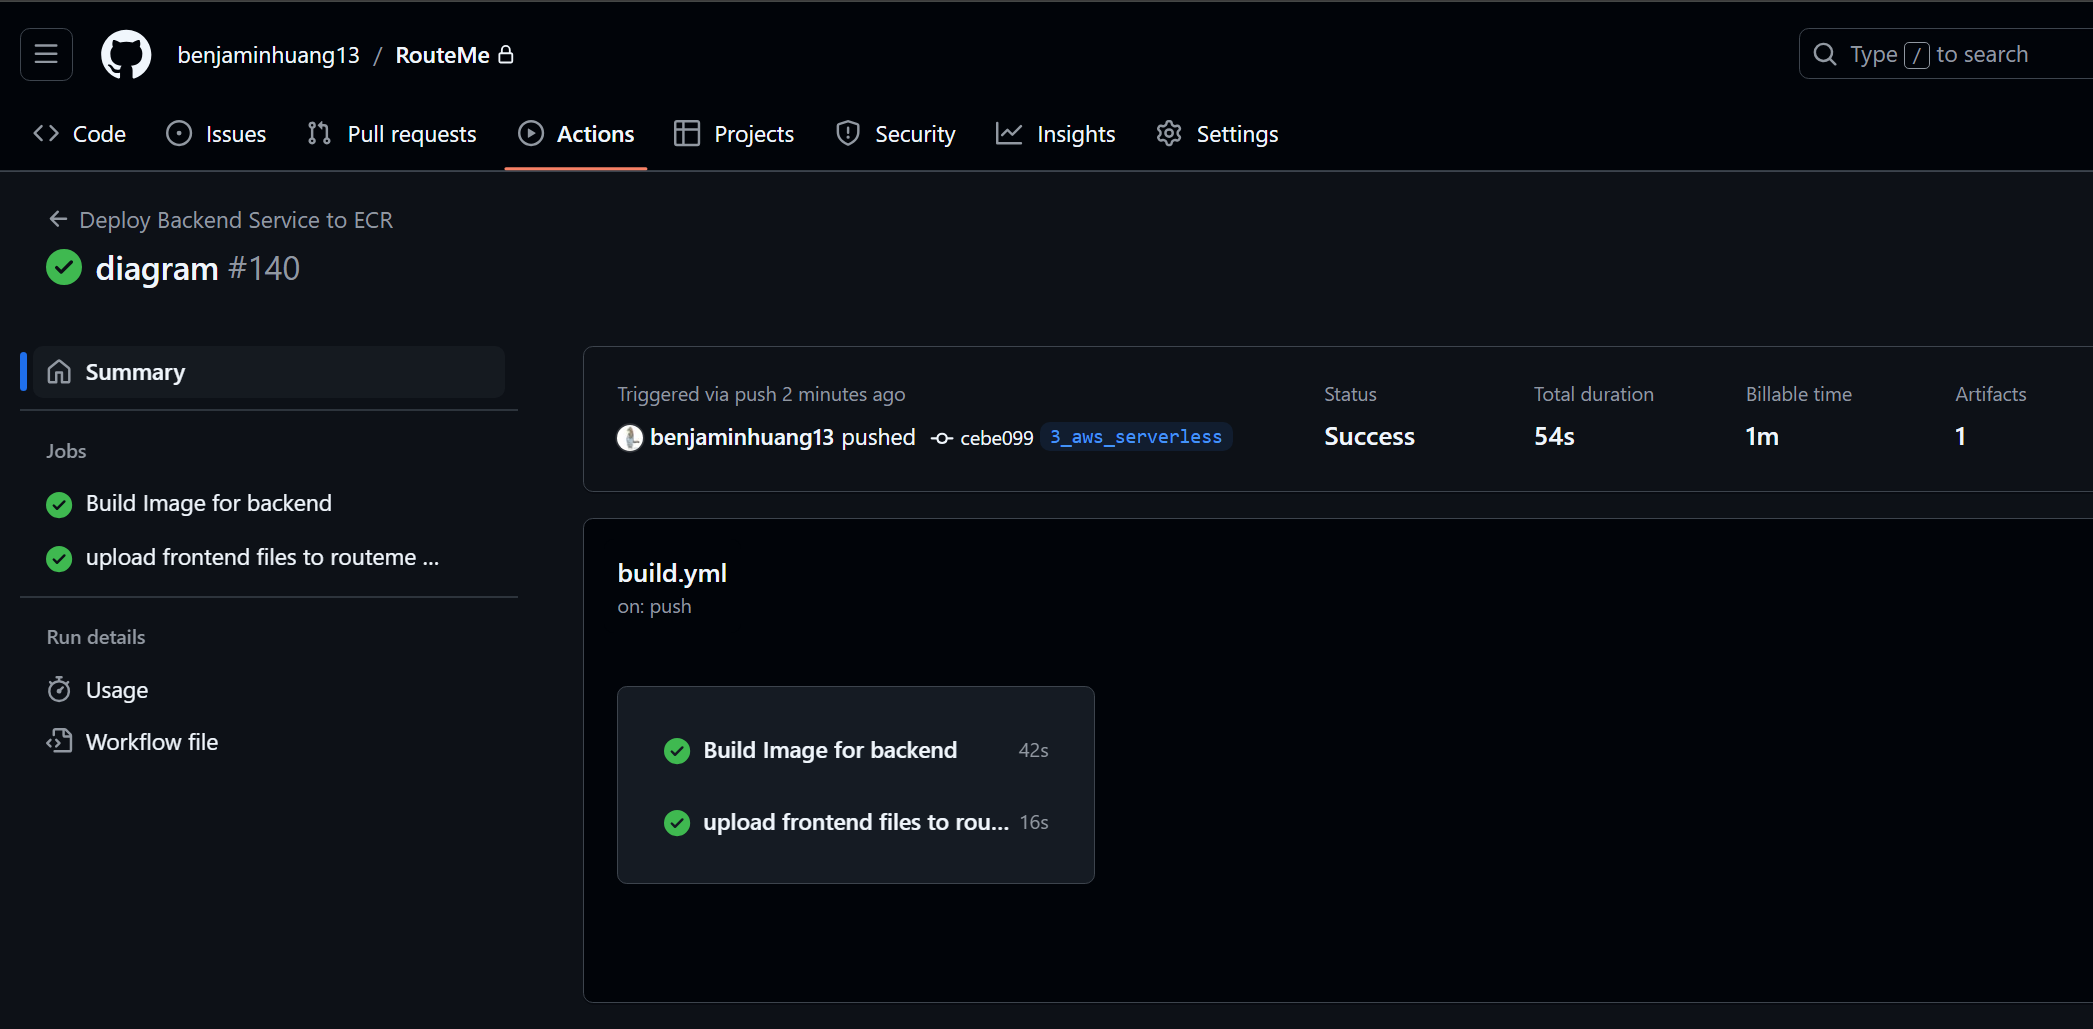 benjaminhuang13 / RouteMe
Type / to search
Code Issues Pull requests Actions Projects Security Insights Settings
Deploy Backend Service to ECR
diagram #140
Summary
Jobs
Build Image for backend
upload frontend files to routeme ...
Run details
Usage
Workflow file
Triggered via push 2 minutes ago
benjaminhuang13 pushed cebe099 3_aws_serverless
Status
Success
Total duration
54s
Billable time
1m
Artifacts
1
build.yml
on: push
Build Image for backend 42s
upload frontend files to rou... 16s